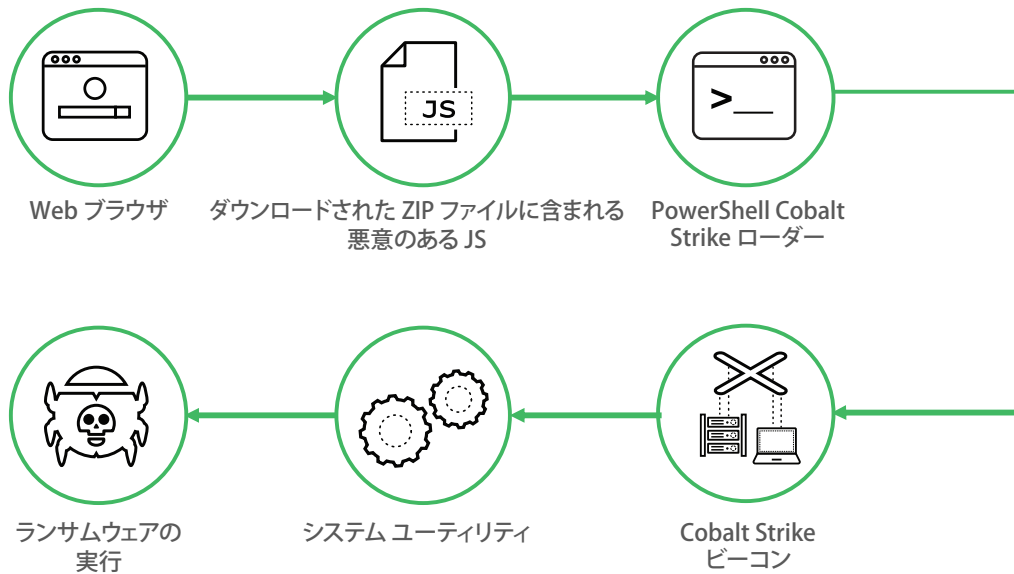 JS
>_
Web ブラウザ
ダウンロードされた ZIP ファイルに含まれる
悪意のある JS
PowerShell Cobalt
Strike ローダー
ランサムウェアの
実行
システム ユーティリティ
Cobalt Strike
ビーコン